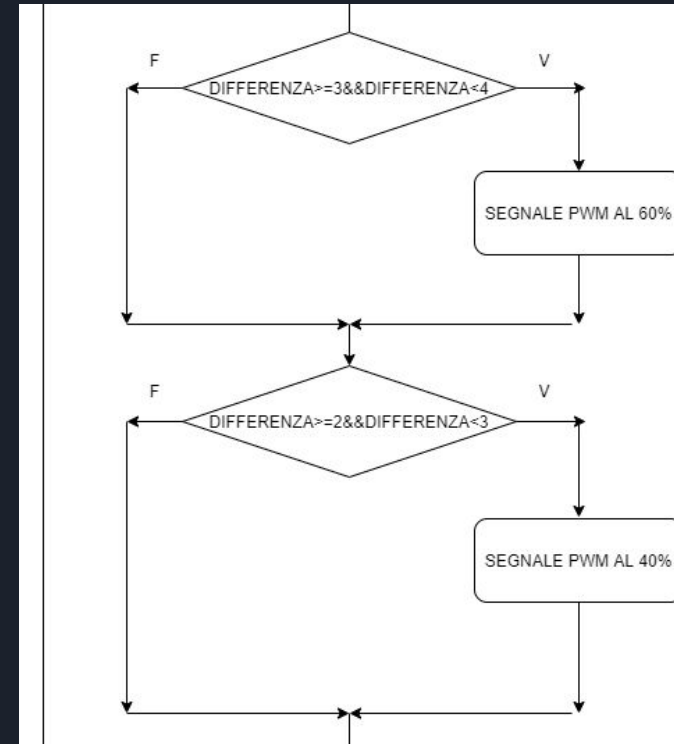 F
V
DIFFERENZA>=3&&DIFFERENZA<4
SEGNALE PWM AL 60%
F
V
DIFFERENZA>=2&&DIFFERENZA<3
SEGNALE PWM AL 40%